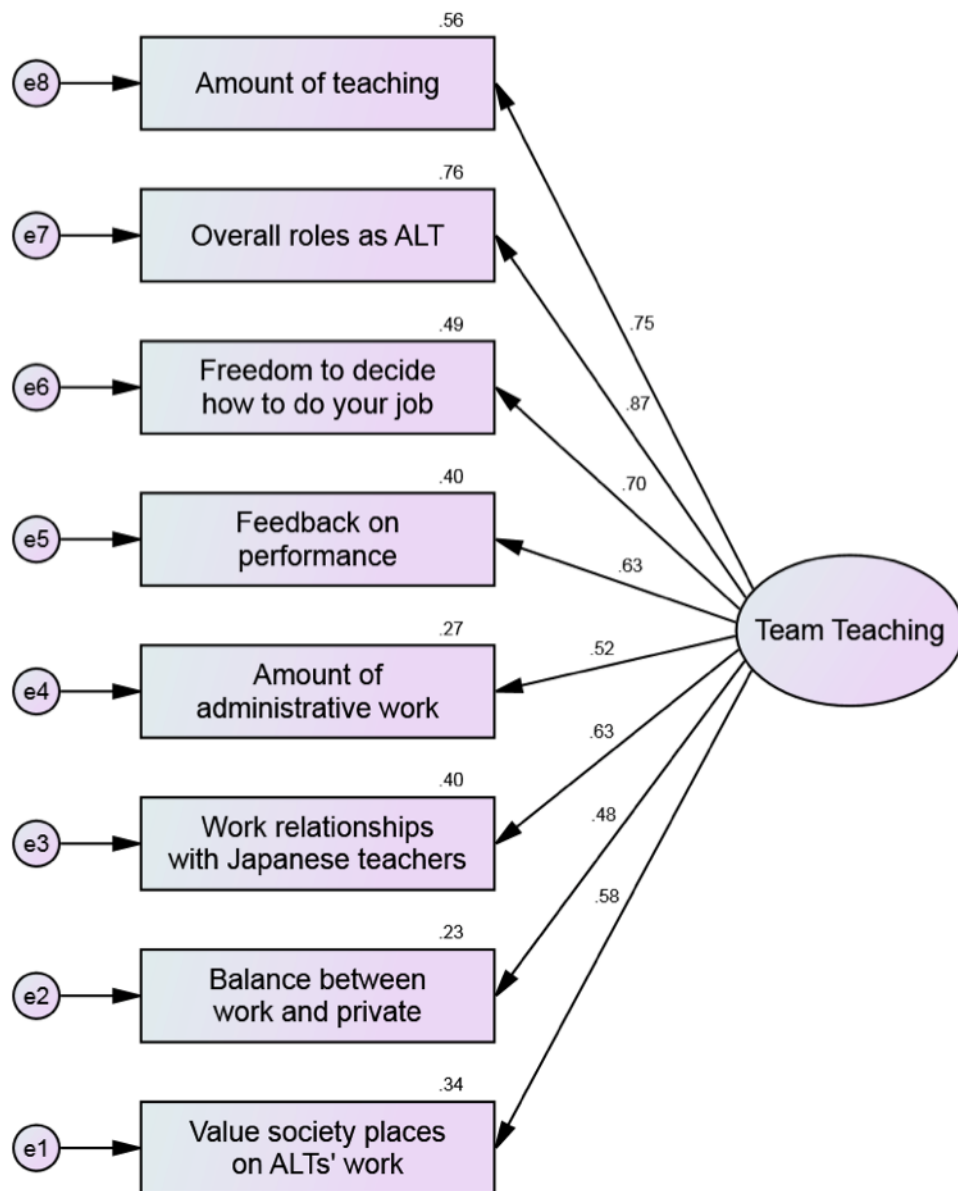 .56
e8
Amount of teaching
.76
e7
Overall roles as ALT
.75
.49
e6
Freedom to decide
how to do your job
.87
.40
.70
e5
Feedback on
performance
.63
Team Teaching
.27
.52
e4
Amount of
administrative work
.63
.40
e3
Work relationships
with Japanese teachers
.48
.23
.58
e2
Balance between
work and private
.34
e1
Value society places
on ALTs' work